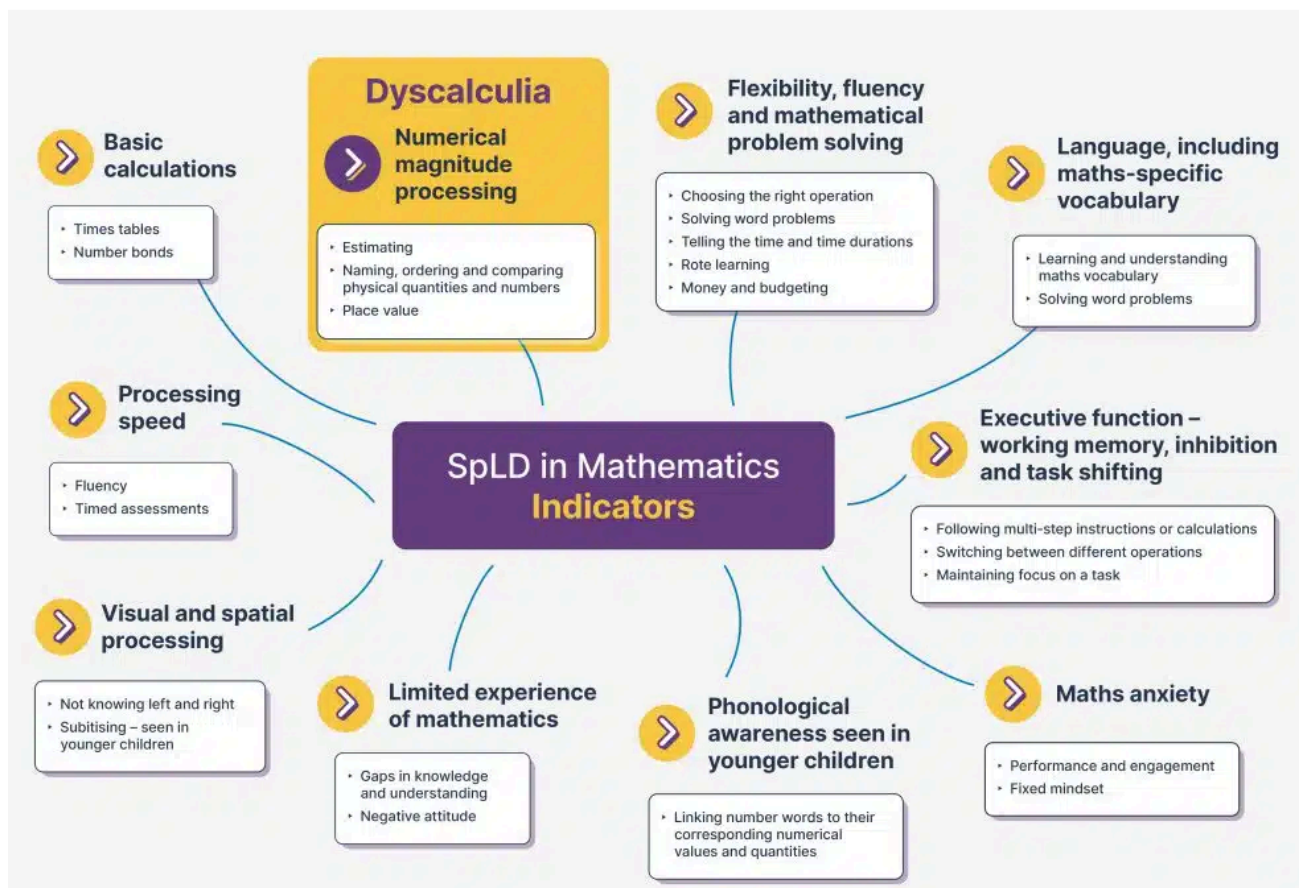 Dyscalculia
Numerical
magnitude
processing
Estimating
Naming, ordering and comparing
physical quantities and numbers
Place value
Flexibility, fluency
and mathematical
problem solving
Choosing the right operation
Solving word problems
Telling the time and time durations
Rote learning
Money and budgeting
Basic
calculations
Times tables
Number bonds
Language, including
maths-specific
vocabulary
Learning and understanding
maths vocabulary
Solving word problems
Processing
speed
Fluency
Timed assessments
SpLD in Mathematics
Indicators
Executive function –
working memory, inhibition
and task shifting
Following multi-step instructions or calculations
Switching between different operations
Maintaining focus on a task
Visual and spatial
processing
Not knowing left and right
Subitising – seen in
younger children
Limited experience
of mathematics
Gaps in knowledge
and understanding
Negative attitude
Phonological
awareness seen in
younger children
Linking number words to their
corresponding numerical
values and quantities
Maths anxiety
Performance and engagement
Fixed mindset